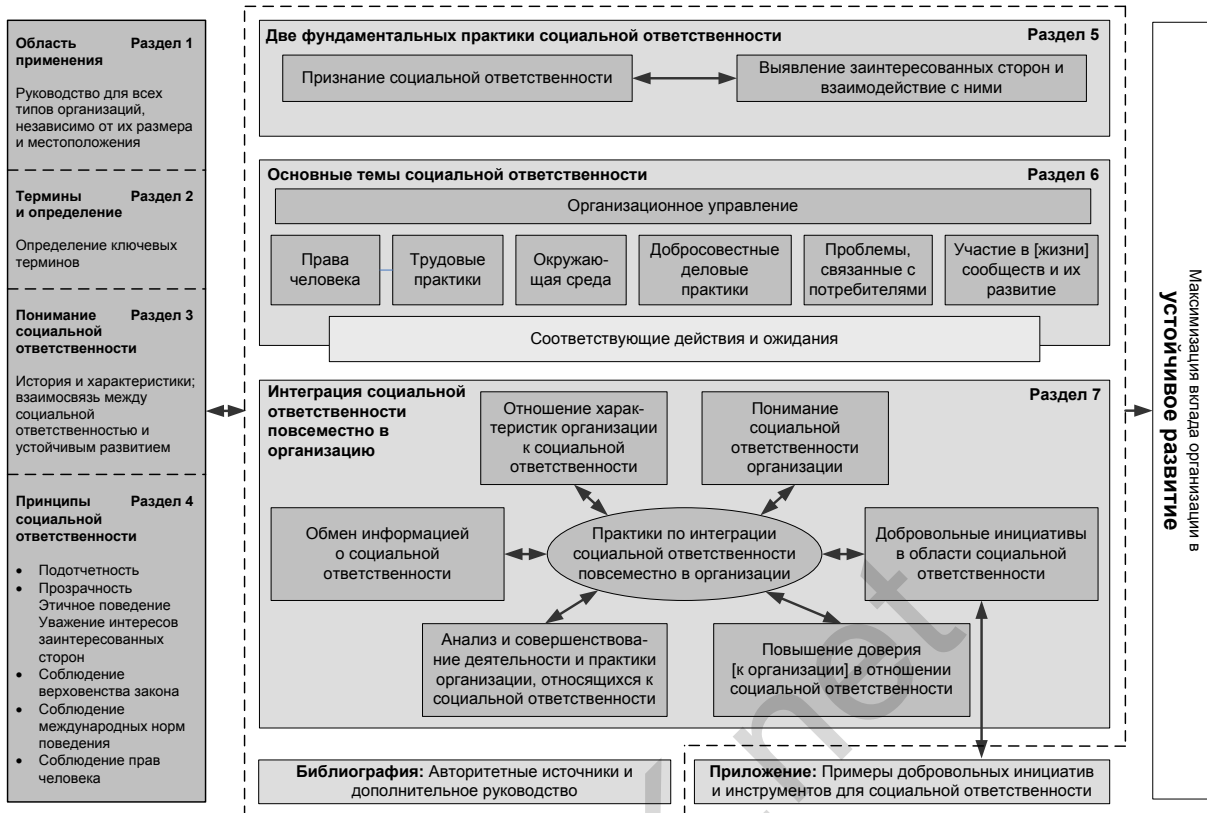 Область Раздел 1
применения
Руководство для всех
типов организаций,
независимо от их размера
и местоположения
Термины Раздел 2
и определение
Определение ключевых
терминов
Понимание Раздел 3
социальной
ответственности
История и характеристики;
взаимосвязь между
социальной
ответственностью и
устойчивым развитием
Принципы Раздел 4
социальной
ответственности
• Подотчетность
• Прозрачность
Этичное поведение
Уважение интересов
заинтересованных
сторон
• Соблюдение
верховенства закона
• Соблюдение
международных норм
поведения
• Соблюдение прав
человека
Две фундаментальных практики социальной ответственности Раздел 5
Признание социальной ответственности
Выявление заинтересованных сторон и
взаимодействие с ними
Основные темы социальной ответственности Раздел 6
Организационное управление
Права
человека
Трудовые
практики
Окружаю-
щая среда
Добросовестные
деловые
практики
Проблемы,
связанные с
потребителями
Участие в [жизни]
сообществ и их
развитие
Соответствующие действия и ожидания
Интеграция социальной
ответственности
повсеместно в
организацию
Раздел 7
Отношение харак-
теристик организации
к социальной
ответственности
Понимание
социальной
ответственности
организации
Обмен информацией
о социальной
ответственности
Практики по интеграции
социальной ответственности
повсеместно в организации
Добровольные инициативы
в области социальной
ответственности
Анализ и совершенствова-
ние деятельности и практики
организации, относящихся к
социальной ответственности
Повышение доверия
[к организации] в отношении
социальной ответственности
Библиография: Авторитетные источники и
дополнительное руководство
Приложение: Примеры добровольных инициатив
и инструментов для социальной ответственности
Максимизация вклада организации в
устойчивое развитие
net